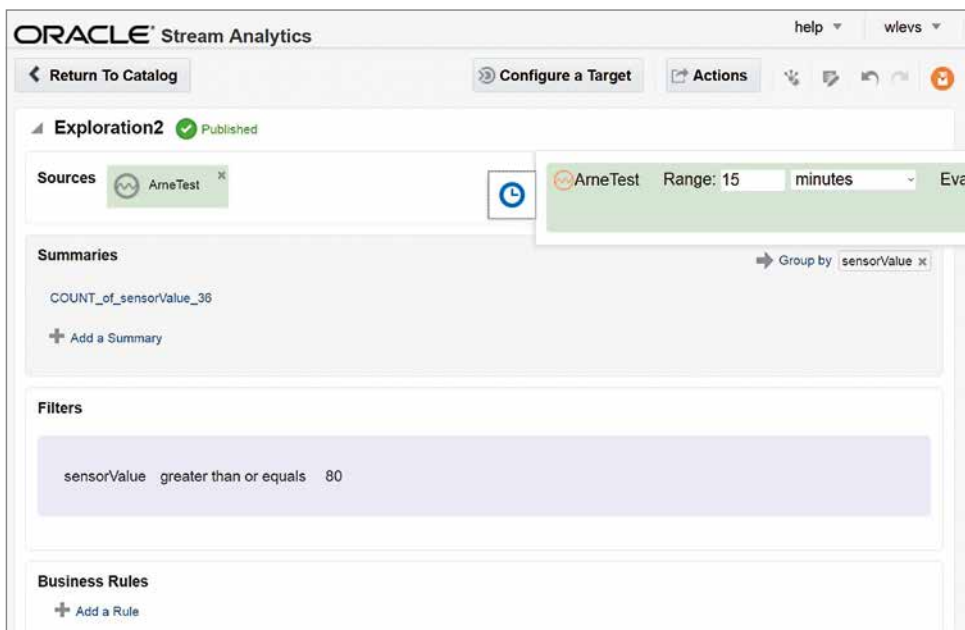 ORACLE Stream Analytics
help wlevs
Return To Catalog
Configure a Target
Actions
Exploration2 Published
Sources ArneTest
ArneTest Range: 15 minutes Eva
Summaries
Group by sensorValue
COUNT_of_sensorValue_36
Add a Summary
Filters
sensorValue greater than or equals 80
Business Rules
Add a Rule